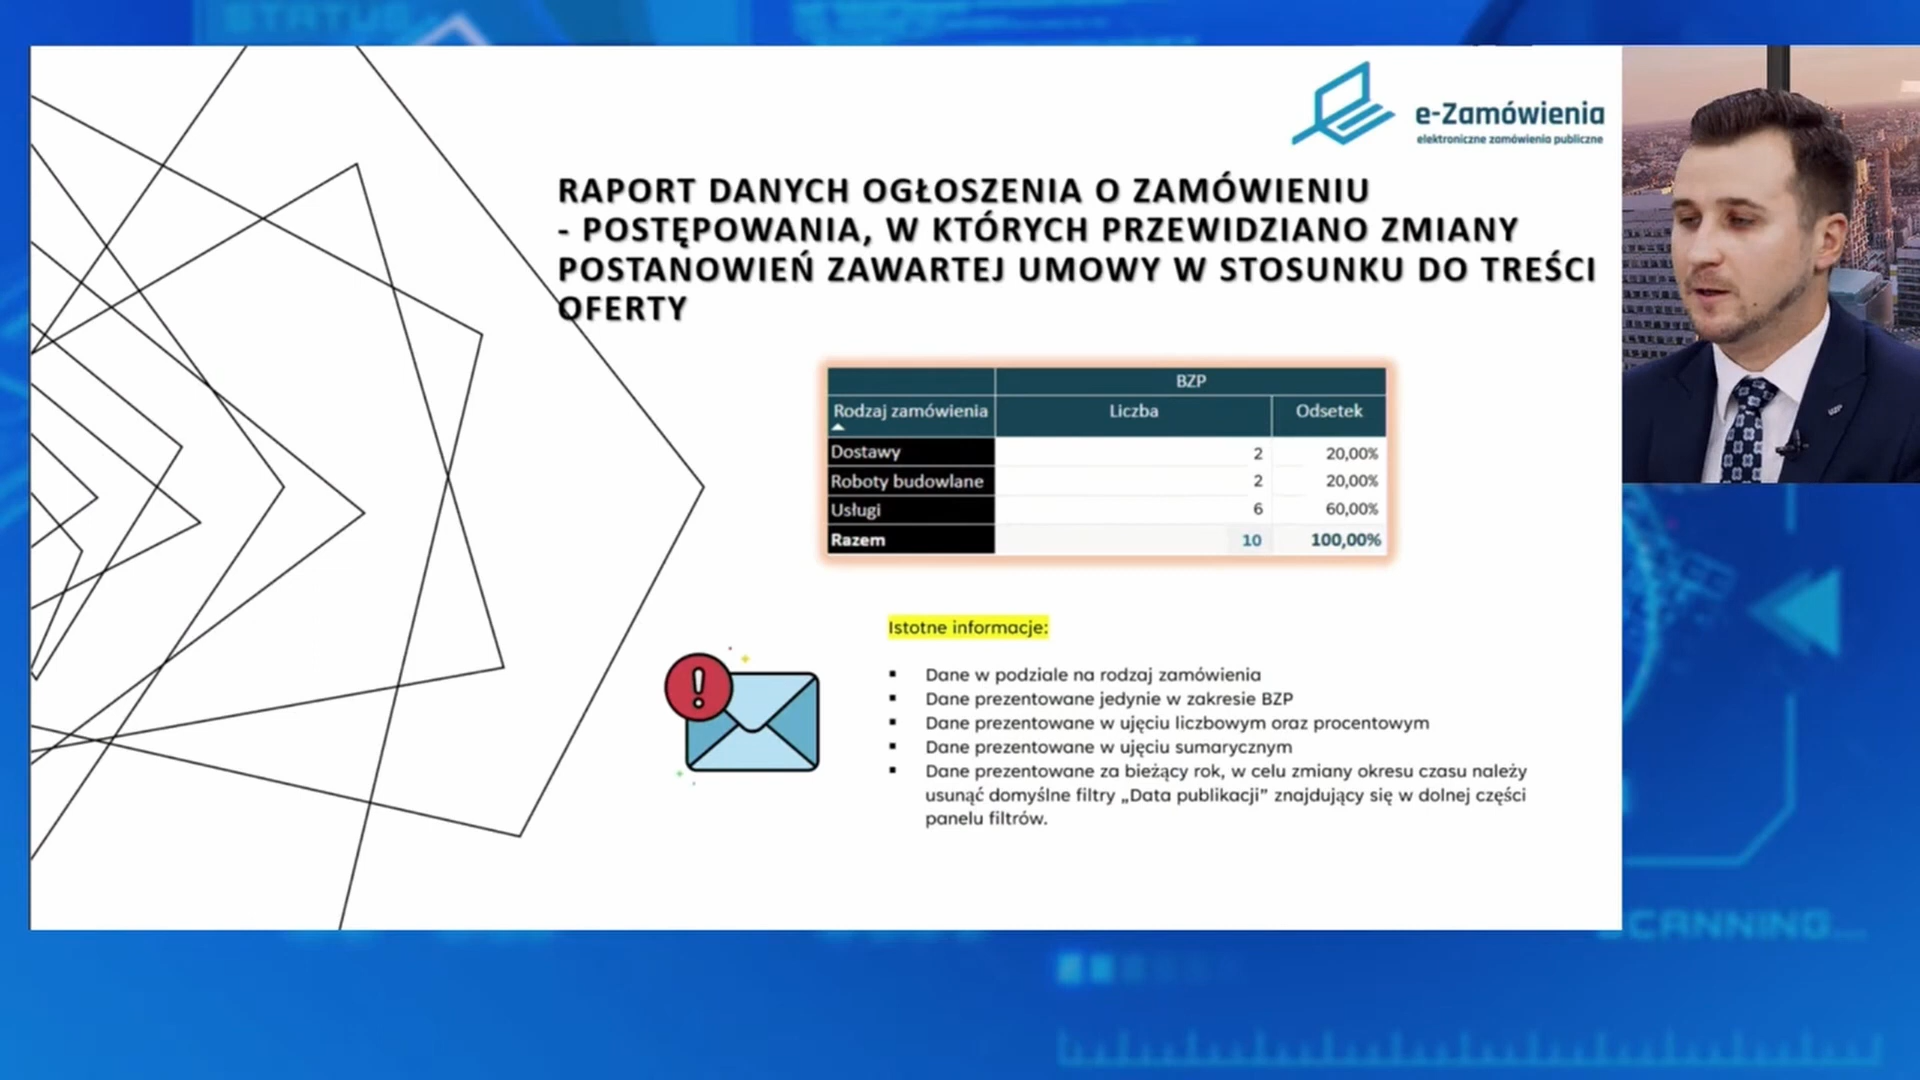 STATUS
e-Zamówienia
elektroniczne zamówienia publiczne
RAPORT DANYCH OGŁOSZENIA O ZAMÓWIENIU
- POSTĘPOWANIA, W KTÓRYCH PRZEWIDZIANO ZMIANY
POSTANOWIEŃ ZAWARTEJ UMOWY W STOSUNKU DO TREŚCI
OFERTY
BZP
Rodzaj zamówienia Liczba Odsetek
Dostawy 2 20,00%
Roboty budowlane 2 20,00%
Usługi 6 60,00%
Razem 10 100,00%
Istotne informacje:
▪ Dane w podziale na rodzaj zamówienia
▪ Dane prezentowane jedynie w zakresie BZP
▪ Dane prezentowane w ujęciu liczbowym oraz procentowym
▪ Dane prezentowane w ujęciu sumarycznym
▪ Dane prezentowane za bieżący rok, w celu zmiany okresu czasu należy
usunąć domyślne filtry „Data publikacji” znajdujący się w dolnej części
panelu filtrów.
SCANNING...